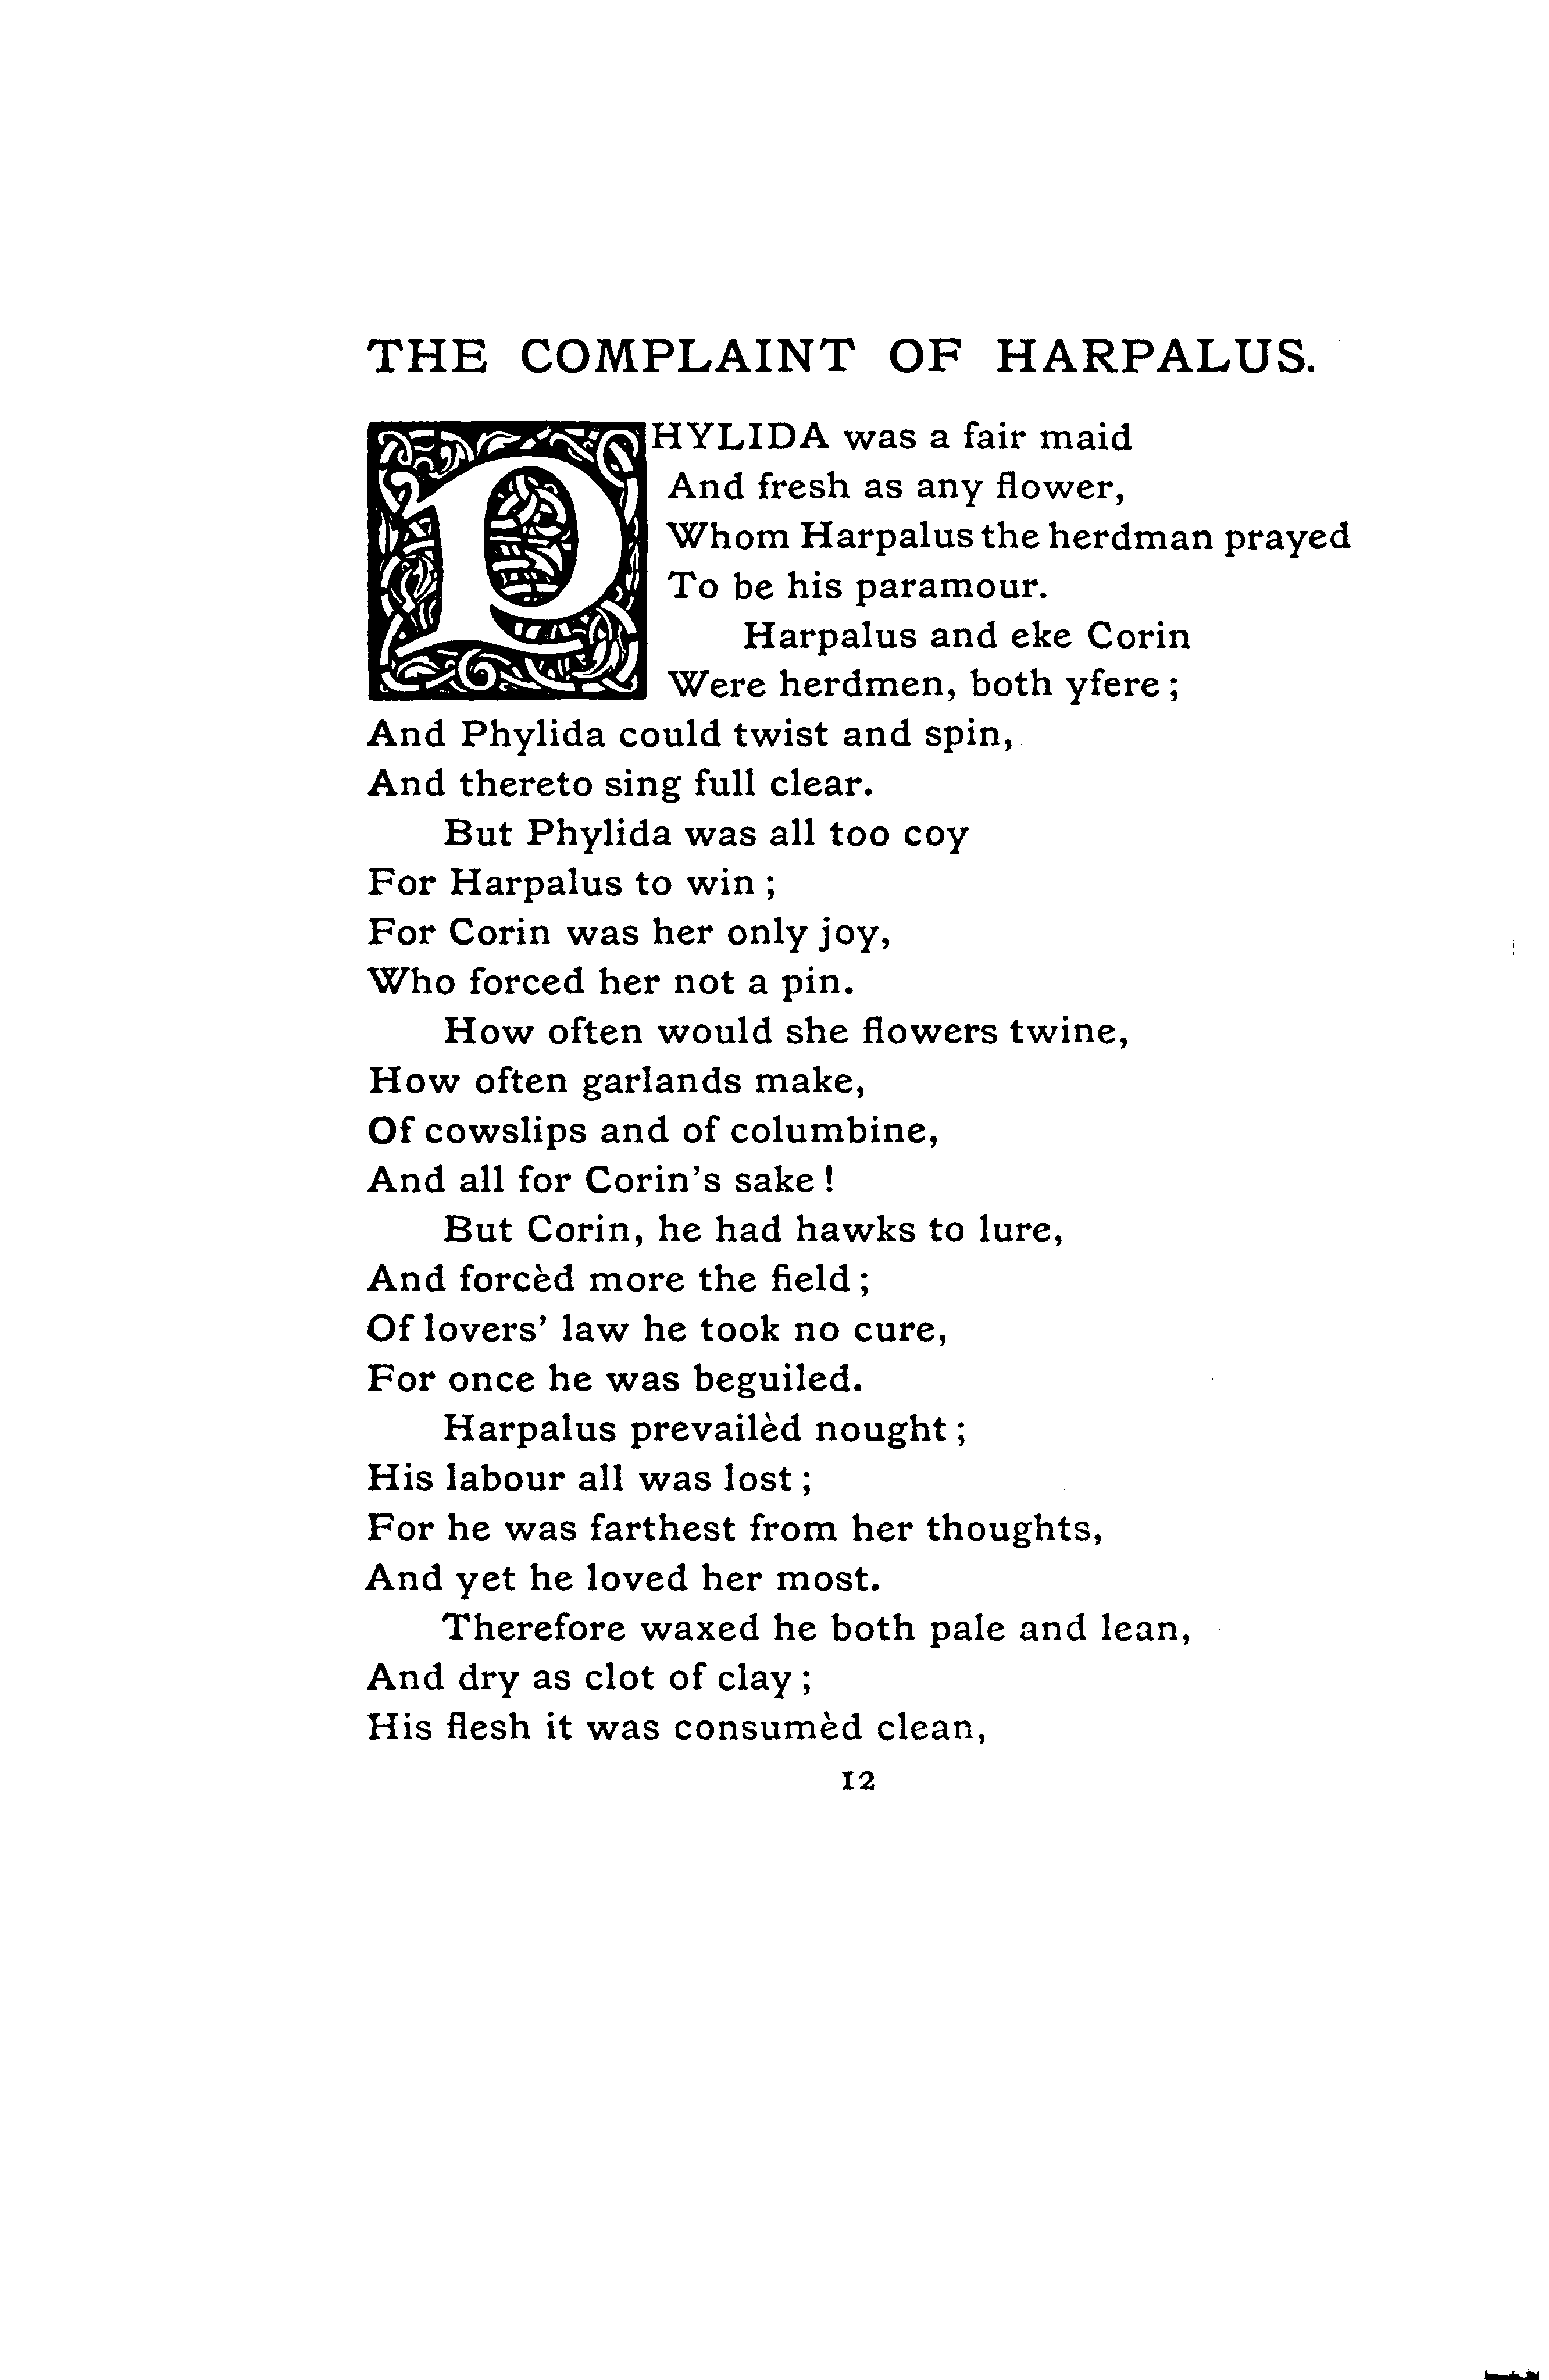 THE COMPLAINT OF HARPALUS.
PHYLIDA was a fair maid
And fresh as any flower,
Whom Harpalus the herdman prayed
To be his paramour.
Harpalus and eke Corin
Were herdmen, both yfere;
And Phylida could twist and spin,
And thereto sing full clear.
But Phylida was all too coy
For Harpalus to win;
For Corin was her only joy,
Who forced her not a pin.
How often would she flowers twine,
How often garlands make,
Of cowslips and of columbine,
And all for Corin's sake!
But Corin, he had hawks to lure,
And forcèd more the field;
Of lovers' law he took no cure,
For once he was beguiled.
Harpalus prevailèd nought;
His labour all was lost;
For he was farthest from her thoughts,
And yet he loved her most.
Therefore waxed he both pale and lean,
And dry as clot of clay;
His flesh it was consumèd clean,
12